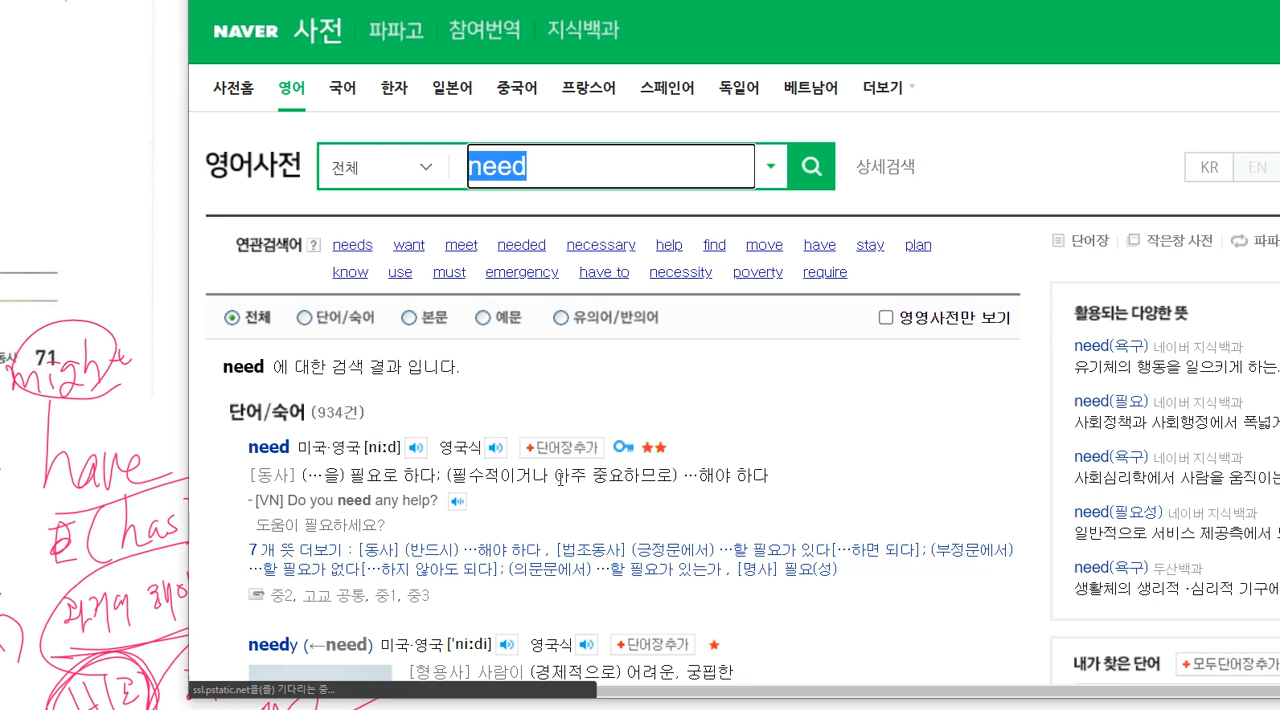 NAVER 사전 파파고 참여번역 지식백과
사전홈 영어 국어 한자 일본어 중국어 프랑스어 스페인어 독일어 베트남어 더보기
영어사전 전체 need 상세검색 KR EN
연관검색어 ? needs want meet needed necessary help find move have stay plan
know use must emergency have to necessity poverty require
단어장 작은창 사전 파파
전체 단어/숙어 본문 예문 유의어/반의어 영영사전만 보기
need 에 대한 검색 결과 입니다.
단어/숙어 (934건)
need 미국·영국 [ni:d] 영국식 +단어장추가
[동사] (…을) 필요로 하다; (필수적이거나 아주 중요하므로) …해야 하다
- [VN] Do you need any help?
도움이 필요하세요?
7개 뜻 더보기 : [동사] (반드시) …해야 하다 , [법조동사] (긍정문에서) …할 필요가 있다[…하면 되다]; (부정문에서)
…할 필요가 없다[…하지 않아도 되다]; (의문문에서) …할 필요가 있는가 , [명사] 필요(성)
중2, 고교 공통, 중1, 중3
needy (←need) 미국·영국 ['ni:di] 영국식 +단어장추가
[형용사] 사람이 (경제적으로) 어려운, 궁핍한
활용되는 다양한 뜻
need(욕구) 네이버 지식백과
유기체의 행동을 일으키게 하는.
need(필요) 네이버 지식백과
사회정책과 사회행정에서 폭넓게
need(욕구) 네이버 지식백과
사회심리학에서 사람을 움직이는
need(필요성) 네이버 지식백과
일반적으로 서비스 제공측에서
need(욕구) 두산백과
생활체의 생리적 ·심리적 기구에
내가 찾은 단어 +모두단어장추가
ssl.pstatic.net을(를) 기다리는 중...
동사 71
might
have
(has
과거에 해야